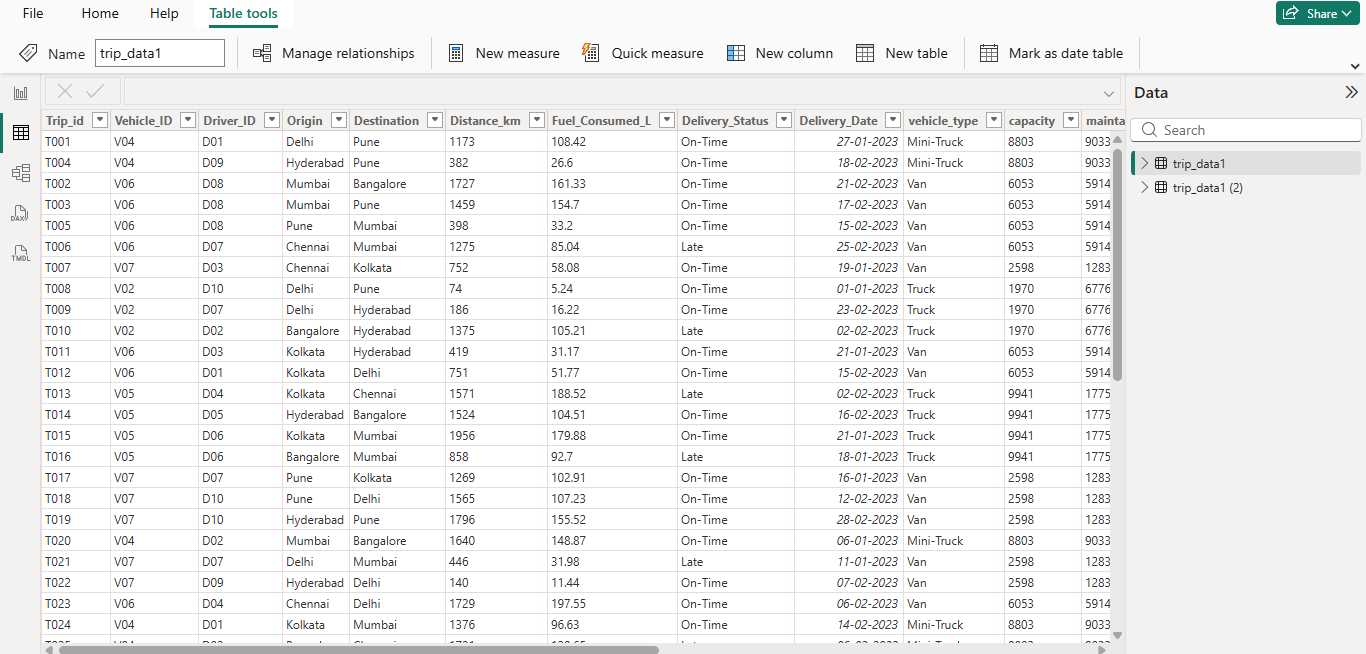 File Home Help Table tools Share
Name trip_data1 Manage relationships New measure Quick measure New column New table Mark as date table
Data
Search
trip_data1
trip_data1 (2)
DAX
TMDL
Trip_id Vehicle_ID Driver_ID Origin Destination Distance_km Fuel_Consumed_L Delivery_Status Delivery_Date vehicle_type capacity mainta
T001 V04 D01 Delhi Pune 1173 108.42 On-Time 27-01-2023 Mini-Truck 8803 9033
T004 V04 D09 Hyderabad Pune 382 26.6 On-Time 18-02-2023 Mini-Truck 8803 9033
T002 V06 D08 Mumbai Bangalore 1727 161.33 On-Time 21-02-2023 Van 6053 5914
T003 V06 D08 Mumbai Pune 1459 154.7 On-Time 17-02-2023 Van 6053 5914
T005 V06 D08 Pune Mumbai 398 33.2 On-Time 15-02-2023 Van 6053 5914
T006 V06 D07 Chennai Mumbai 1275 85.04 Late 25-02-2023 Van 6053 5914
T007 V07 D03 Chennai Kolkata 752 58.08 On-Time 19-01-2023 Van 2598 1283
T008 V02 D10 Delhi Pune 74 5.24 On-Time 01-01-2023 Truck 1970 6776
T009 V02 D07 Delhi Hyderabad 186 16.22 On-Time 23-02-2023 Truck 1970 6776
T010 V02 D02 Bangalore Hyderabad 1375 105.21 Late 02-02-2023 Truck 1970 6776
T011 V06 D03 Kolkata Hyderabad 419 31.17 On-Time 21-01-2023 Van 6053 5914
T012 V06 D01 Kolkata Delhi 751 51.77 On-Time 15-02-2023 Van 6053 5914
T013 V05 D04 Kolkata Chennai 1571 188.52 Late 02-02-2023 Truck 9941 1775
T014 V05 D05 Hyderabad Bangalore 1524 104.51 On-Time 16-02-2023 Truck 9941 1775
T015 V05 D06 Kolkata Mumbai 1956 179.88 On-Time 21-01-2023 Truck 9941 1775
T016 V05 D06 Bangalore Mumbai 858 92.7 Late 18-01-2023 Truck 9941 1775
T017 V07 D07 Pune Kolkata 1269 102.91 On-Time 16-01-2023 Van 2598 1283
T018 V07 D10 Pune Delhi 1565 107.23 On-Time 12-02-2023 Van 2598 1283
T019 V07 D10 Hyderabad Pune 1796 155.52 On-Time 28-02-2023 Van 2598 1283
T020 V04 D02 Mumbai Bangalore 1640 148.87 On-Time 06-01-2023 Mini-Truck 8803 9033
T021 V07 D07 Delhi Mumbai 446 31.98 Late 11-01-2023 Van 2598 1283
T022 V07 D09 Hyderabad Delhi 140 11.44 On-Time 07-02-2023 Van 2598 1283
T023 V06 D04 Chennai Delhi 1729 197.55 On-Time 06-02-2023 Van 6053 5914
T024 V04 D01 Kolkata Mumbai 1376 96.63 On-Time 14-02-2023 Mini-Truck 8803 9033